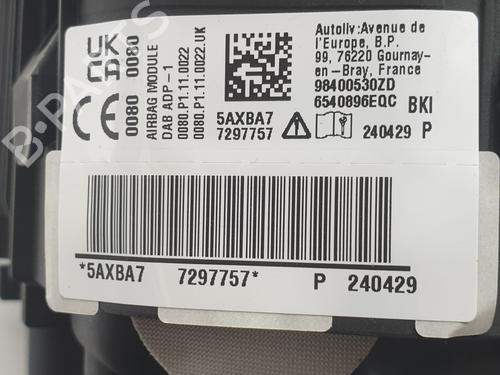 UK
CA
0080
CE
0080
AIRBAG MODULE
DAB ADP-1
0080.P1.11.0022
0080.P1.11.0022.UK
Autoliv:Avenue de
l'Europe, B.P.
99, 76220 Gournay-
en-Bray, France
98400530ZD
6540896EQC BKI
5AXBA7
7297757
240429 P
*5AXBA7 7297757* P 240429